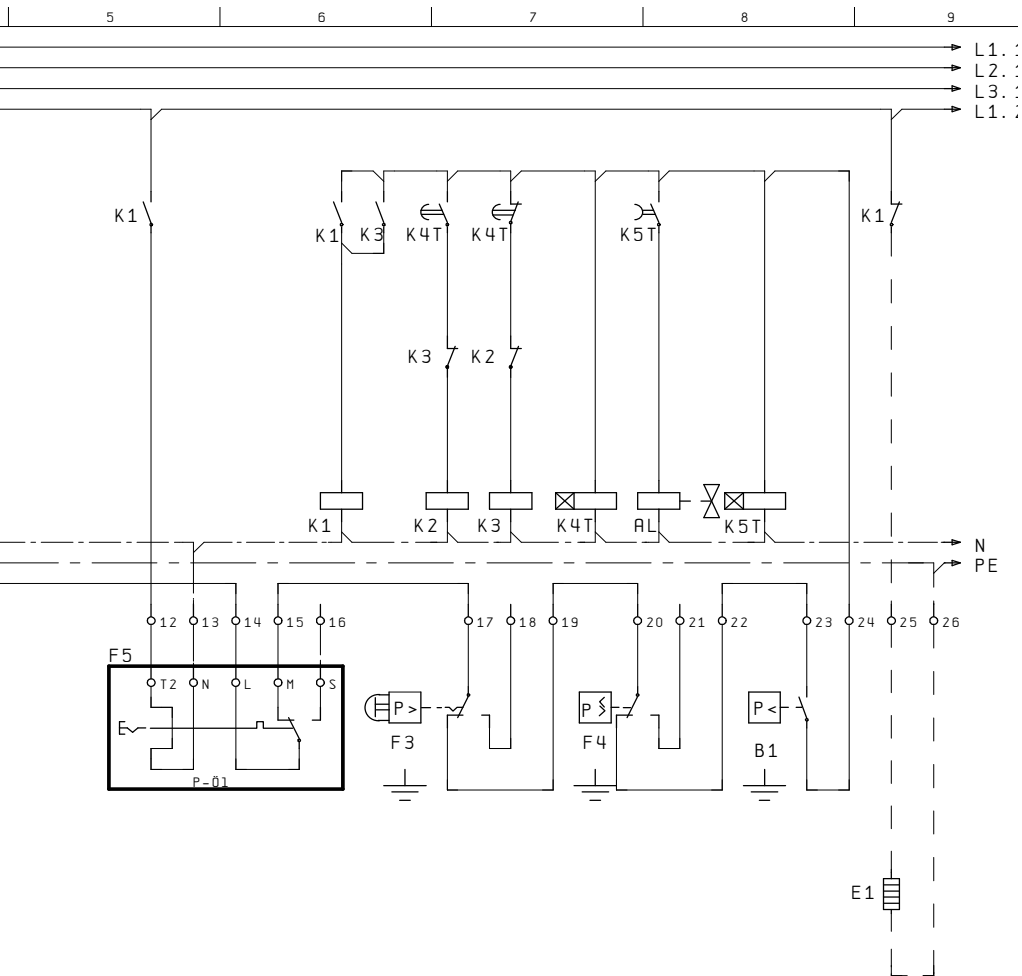 5 6 7 8 9
L1.1
L2.1
L3.1
L1.2
K1 K1 K3 K4T K4T K5T K1
K3 K2
K1 K2 K3 K4T AL K5T
N
PE
12 13 14 15 16 17 18 19 20 21 22 23 24 25 26
F5
T2 N L M S
P> P P<
F3 F4 B1
P-Öl
E1